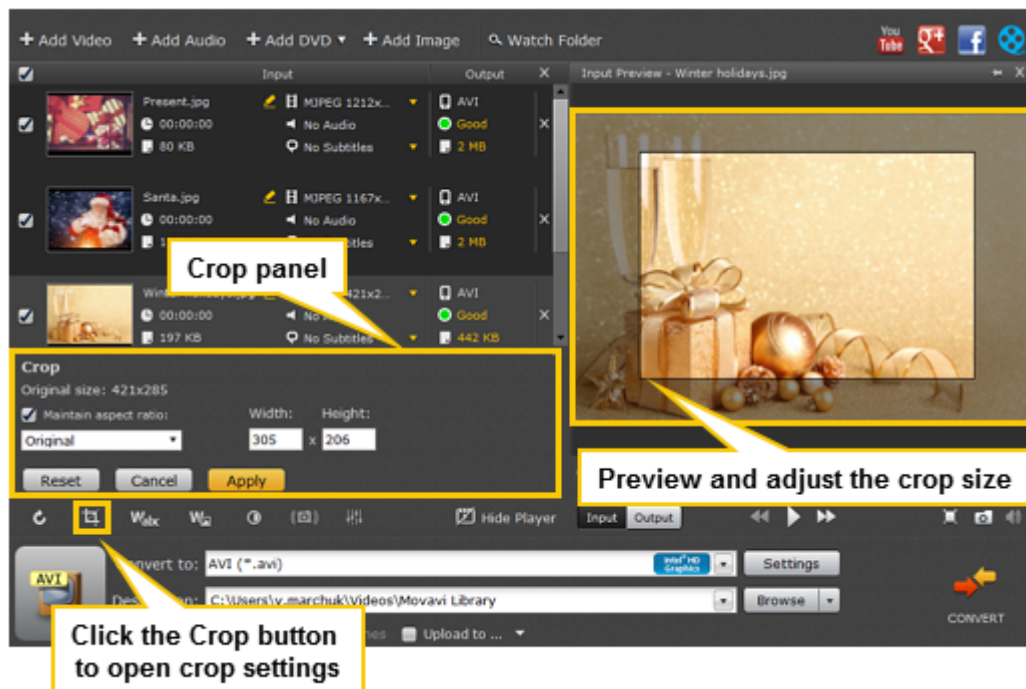 Add Video Add Audio Add DVD Add Image Watch Folder
You Tube
Input Output X Input Preview - Winter holidays.jpg X
Present.jpg MJPEG 1212x... AVI
00:00:00 No Audio Good X
80 KB No Subtitles 2 MB
Santa.jpg MJPEG 1167x... AVI
00:00:00 No Audio Good X
2 MB
Crop panel
421x2... AVI
00:00:00 Good X
197 KB No Subtitles 442 KB
Crop
Original size: 421x285
Maintain aspect ratio: Width: Height:
Original 305 x 206
Reset Cancel Apply
Preview and adjust the crop size
Hide Player Input Output
AVI
Convert to: AVI (*.avi) Intel HD Graphics Settings
C:\Users\v.marchuk\Videos\Movavi Library Browse
CONVERT
Upload to ...
Click the Crop button
to open crop settings